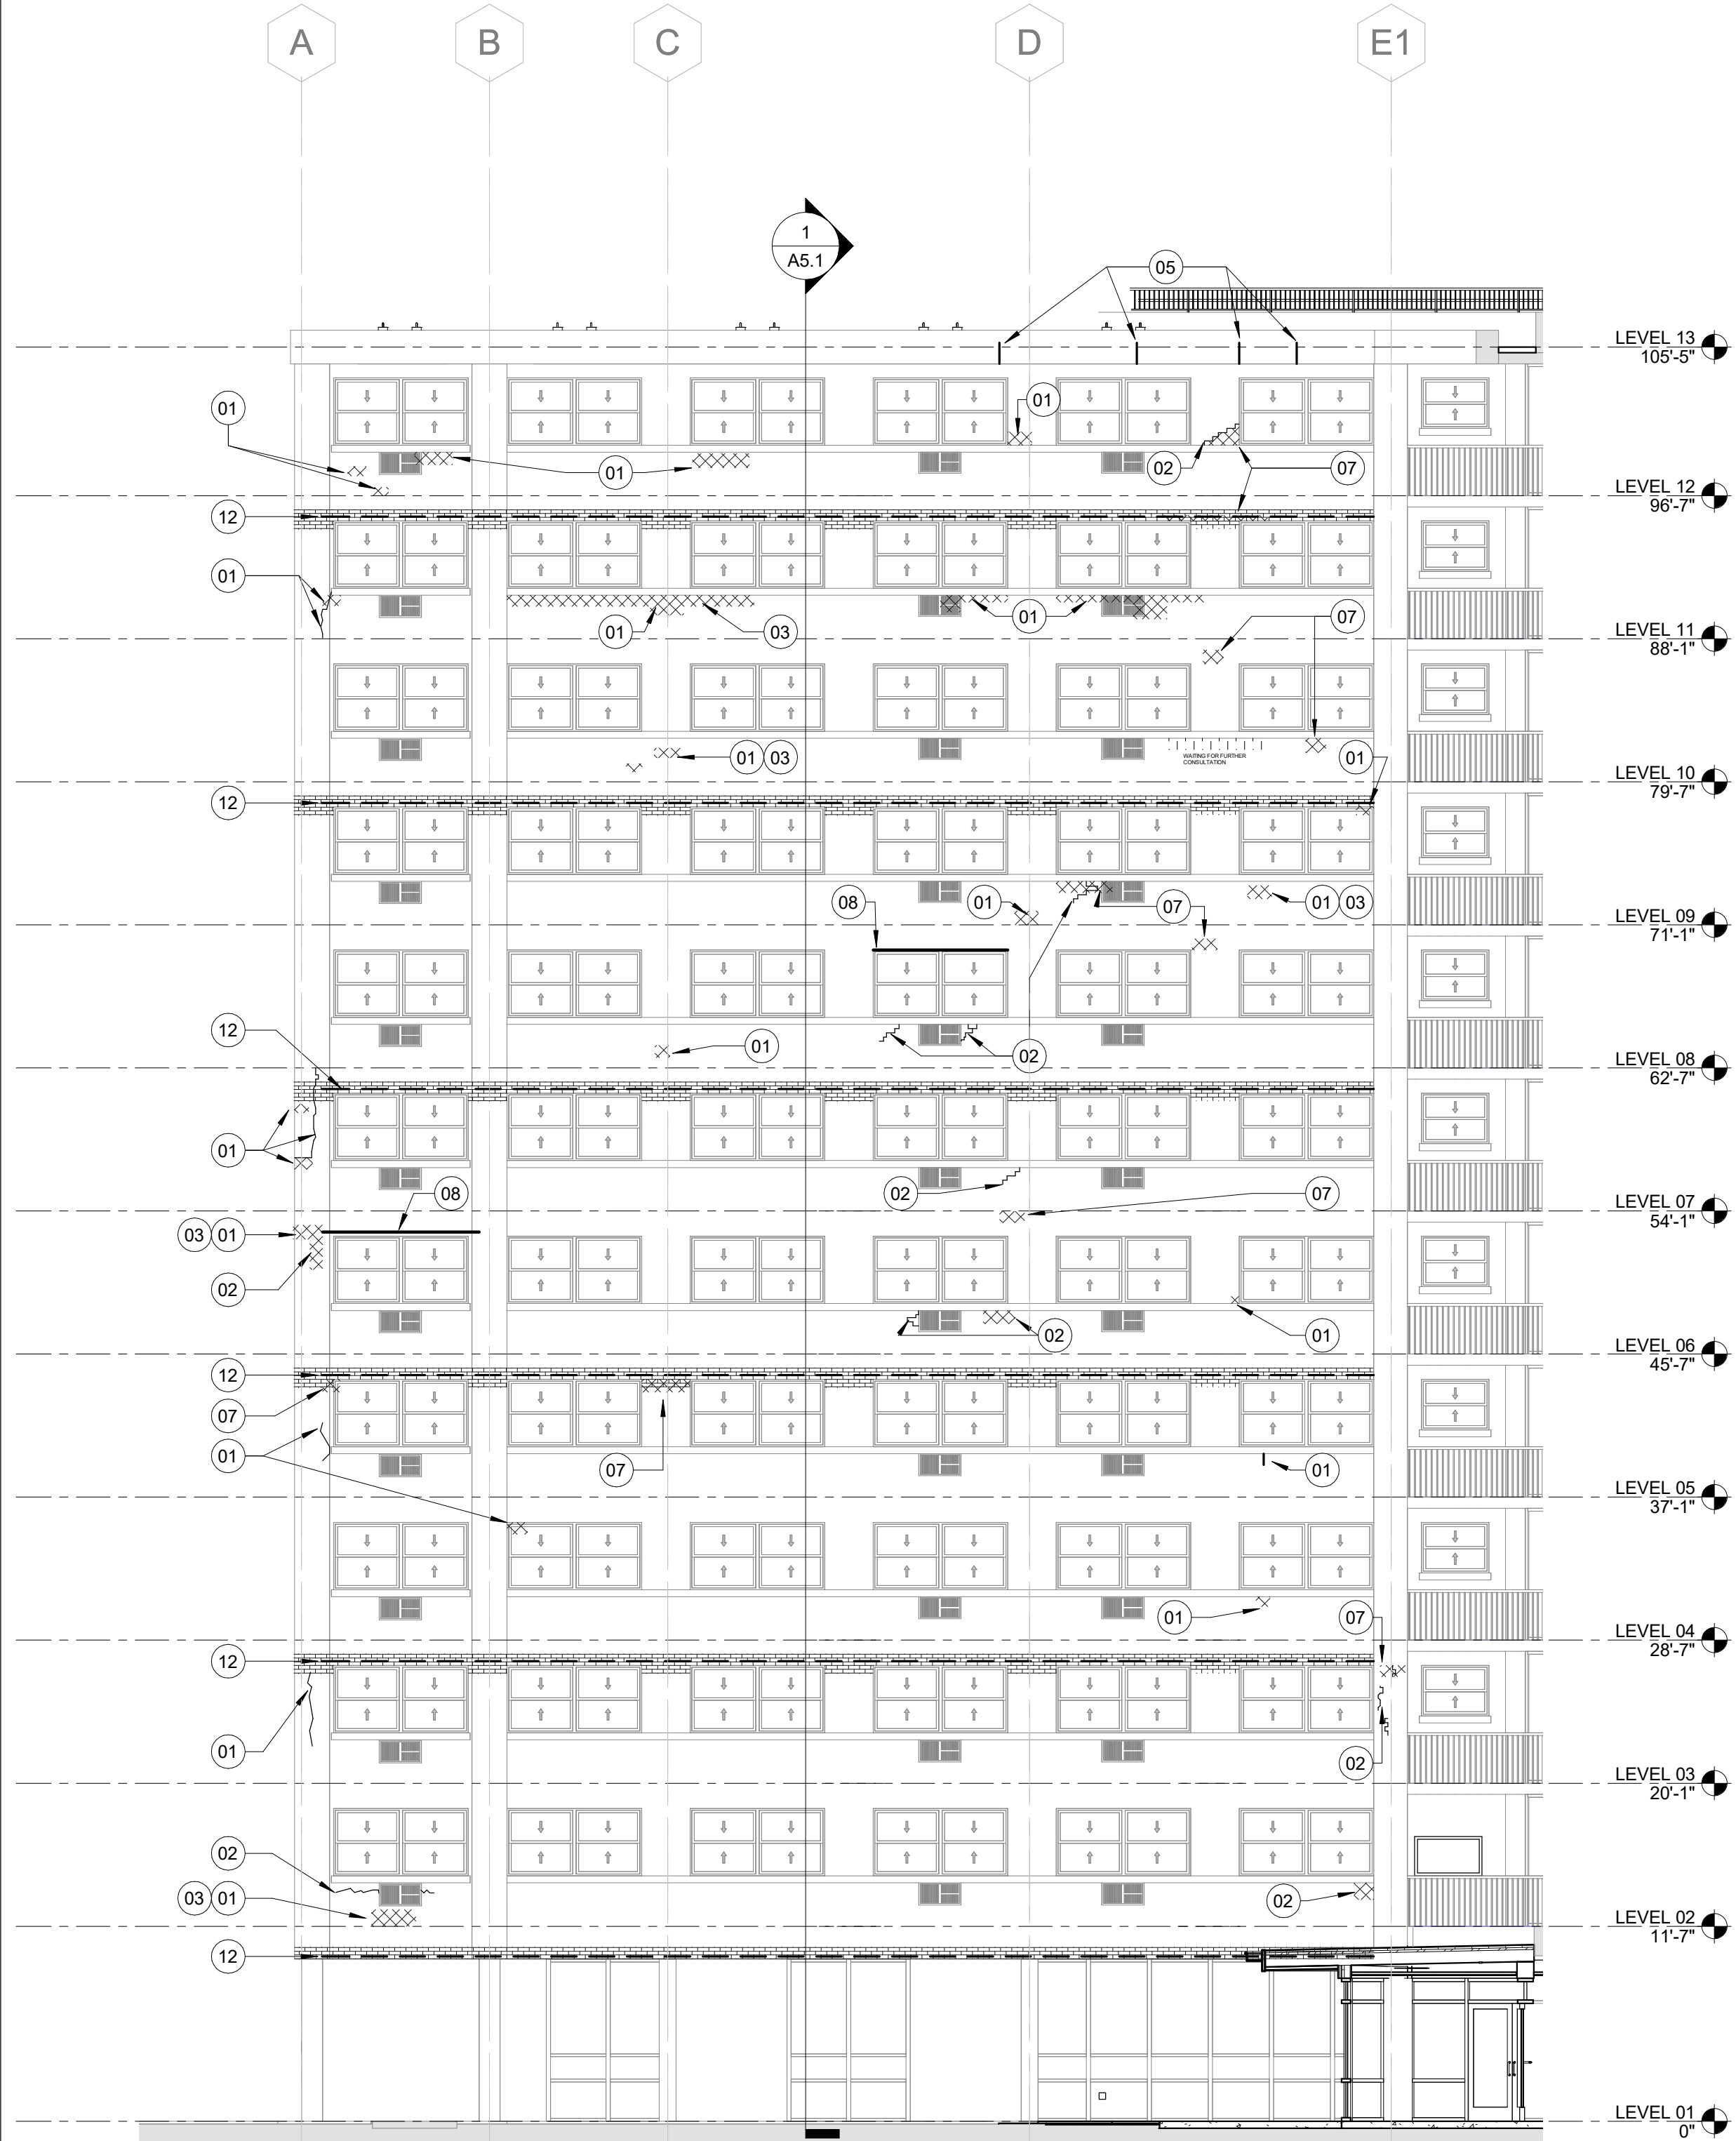 A B C D E1
1
A5.1
05
LEVEL 13
105'-5"
01 01
01 02 07
LEVEL 12
96'-7"
12
01
01 03 01 07
LEVEL 11
88'-1"
01 03 01
WAITING FOR FURTHER
CONSULTATION
LEVEL 10
79'-7"
12
08 01 07 01 03
LEVEL 09
71'-1"
12
01 02
LEVEL 08
62'-7"
01
02 07
08
LEVEL 07
54'-1"
03 01
02
02 01
LEVEL 06
45'-7"
12
07
01
07 01
LEVEL 05
37'-1"
01 07
LEVEL 04
28'-7"
12
01
02
LEVEL 03
20'-1"
02
03 01 02
LEVEL 02
11'-7"
12
LEVEL 01
0"